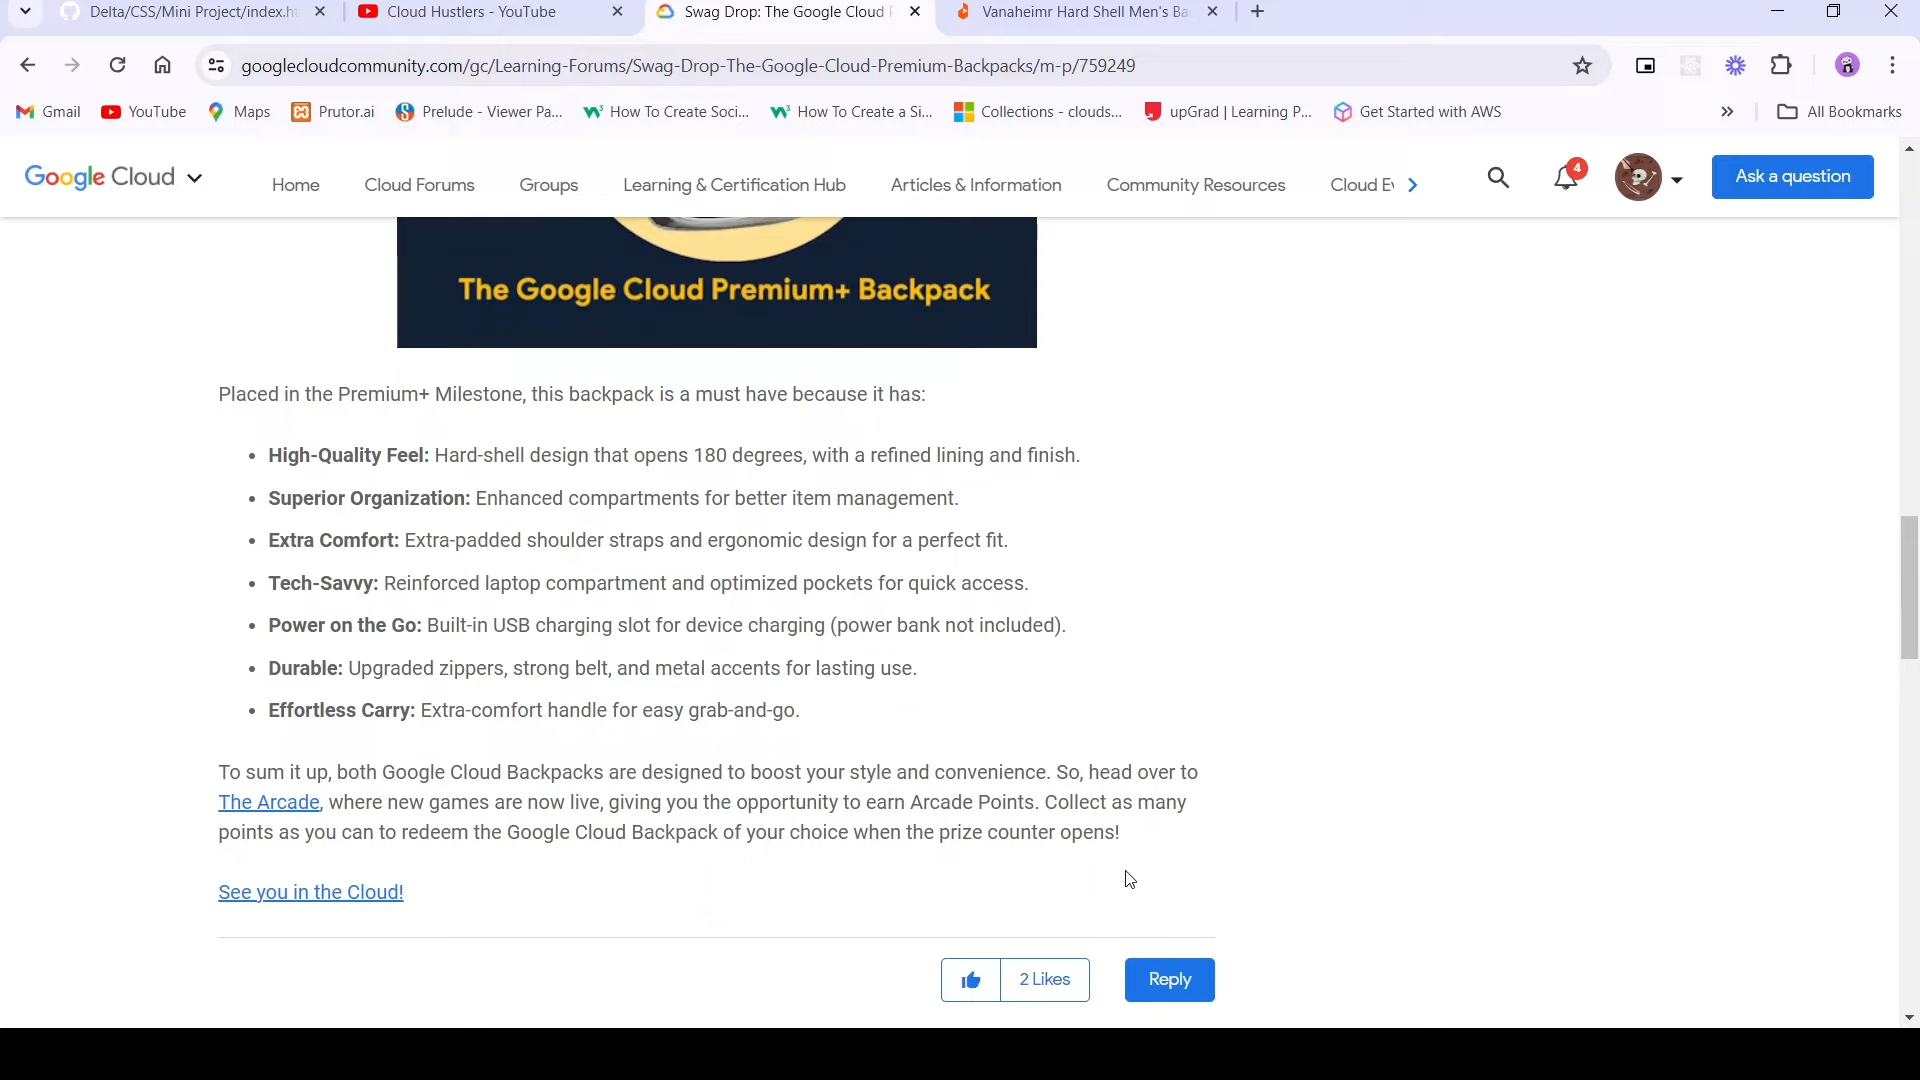 Delta/CSS/Mini Project/index.ht
Cloud Hustlers - YouTube
Swag Drop: The Google Cloud P
Vanaheimr Hard Shell Men's Ba
googlecloudcommunity.com/gc/Learning-Forums/Swag-Drop-The-Google-Cloud-Premium-Backpacks/m-p/759249
Gmail
YouTube
Maps
Prutor.ai
Prelude - Viewer Pa...
How To Create Soci...
How To Create a Si...
Collections - clouds...
upGrad | Learning P...
Get Started with AWS
All Bookmarks
Google Cloud
Home
Cloud Forums
Groups
Learning & Certification Hub
Articles & Information
Community Resources
Cloud Ev
4
Ask a question
The Google Cloud Premium+ Backpack
Placed in the Premium+ Milestone, this backpack is a must have because it has:
• High-Quality Feel: Hard-shell design that opens 180 degrees, with a refined lining and finish.
• Superior Organization: Enhanced compartments for better item management.
• Extra Comfort: Extra-padded shoulder straps and ergonomic design for a perfect fit.
• Tech-Savvy: Reinforced laptop compartment and optimized pockets for quick access.
• Power on the Go: Built-in USB charging slot for device charging (power bank not included).
• Durable: Upgraded zippers, strong belt, and metal accents for lasting use.
• Effortless Carry: Extra-comfort handle for easy grab-and-go.
To sum it up, both Google Cloud Backpacks are designed to boost your style and convenience. So, head over to
The Arcade, where new games are now live, giving you the opportunity to earn Arcade Points. Collect as many
points as you can to redeem the Google Cloud Backpack of your choice when the prize counter opens!
See you in the Cloud!
2 Likes
Reply